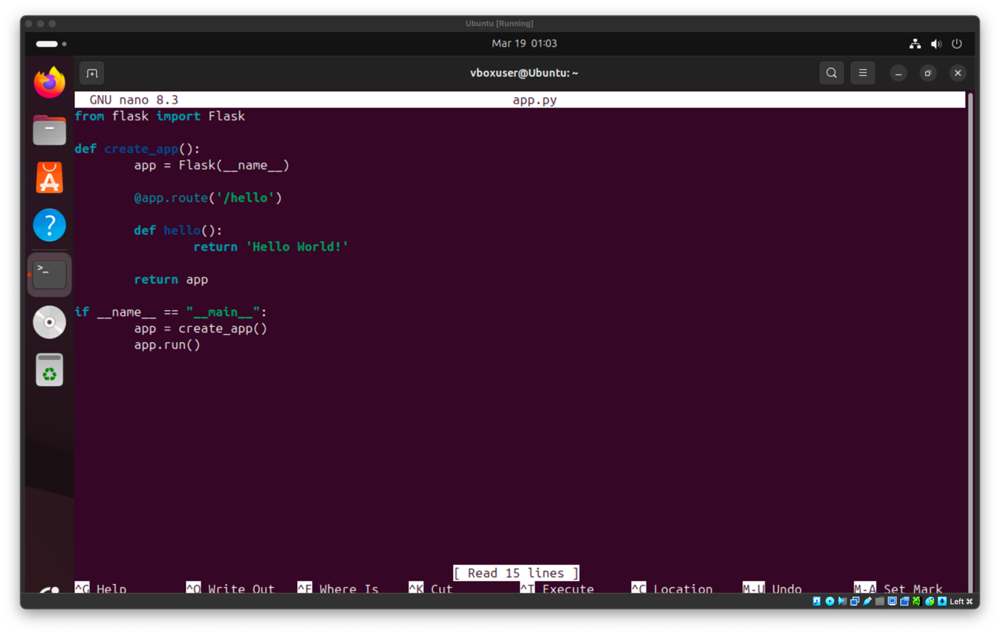 Ubuntu [Running]
Mar 19 01:03
vboxuser@Ubuntu: ~
GNU nano 8.3 app.py
from flask import Flask
def create_app():
        app = Flask(__name__)
        @app.route('/hello')
        def hello():
                return 'Hello World!'
        return app
if __name__ == "__main__":
        app = create_app()
        app.run()
[ Read 15 lines ]
^G Help ^O Write Out ^F Where Is ^K Cut ^T Execute ^C Location M-U Undo M-A Set Mark
Left ⌘